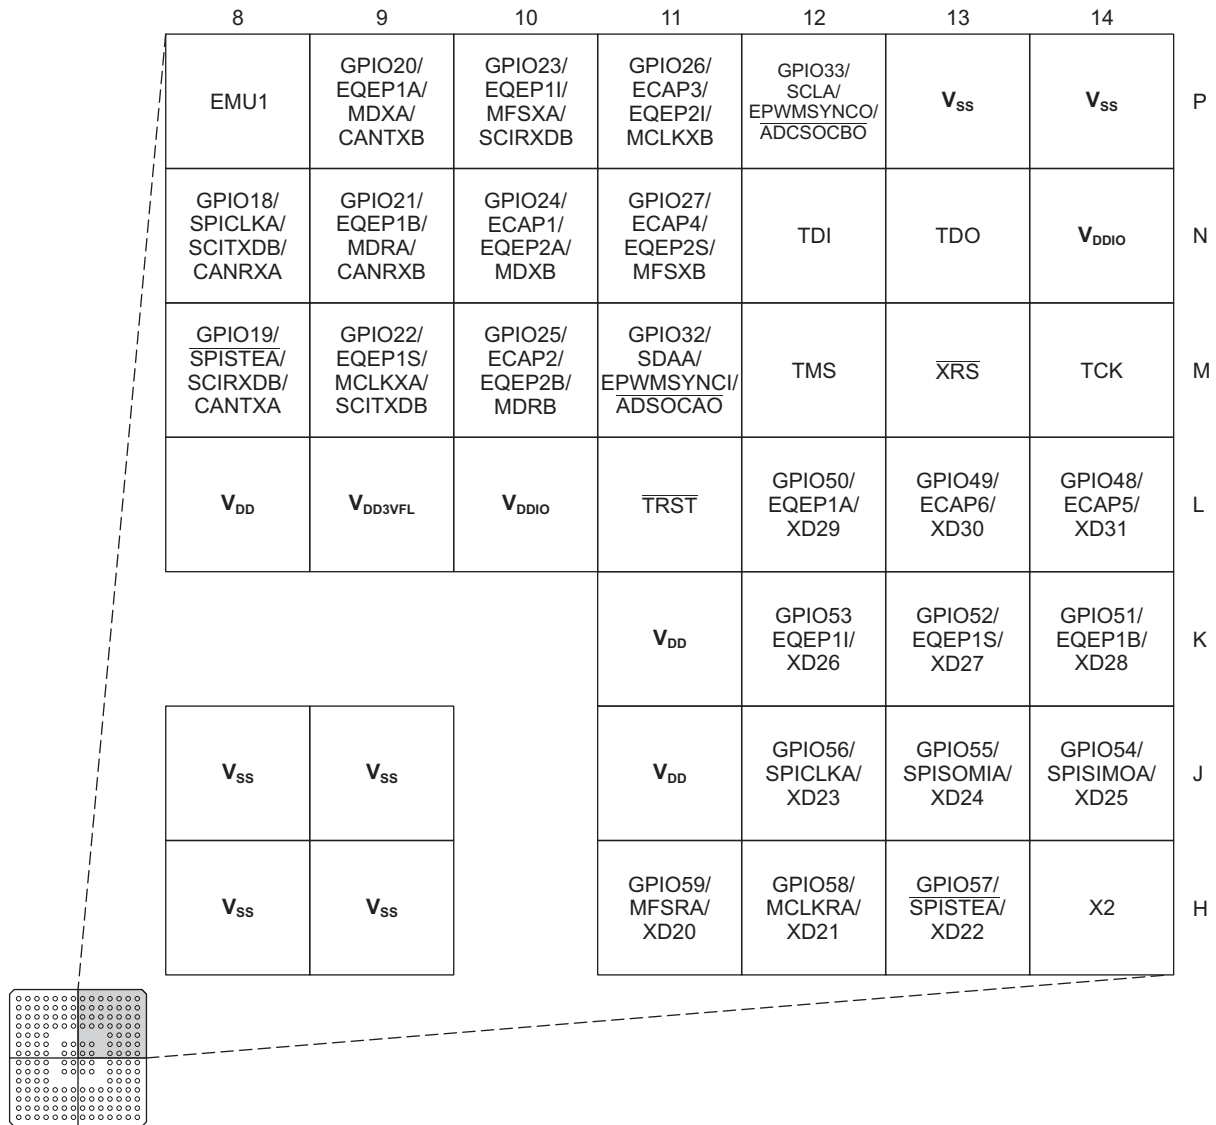 8 9 10 11 12 13 14
EMU1
GPIO20/
EQEP1A/
MDXA/
CANTXB
GPIO23/
EQEP1I/
MFSXA/
SCIRXDB
GPIO26/
ECAP3/
EQEP2I/
MCLKXB
GPIO33/
SCLA/
EPWMSYNCO/
ADCSOCBO
VSS
VSS
P
GPIO18/
SPICLKA/
SCITXDB/
CANRXA
GPIO21/
EQEP1B/
MDRA/
CANRXB
GPIO24/
ECAP1/
EQEP2A/
MDXB
GPIO27/
ECAP4/
EQEP2S/
MFSXB
TDI
TDO
VDDIO
N
GPIO19/
SPISTEA/
SCIRXDB/
CANTXA
GPIO22/
EQEP1S/
MCLKXA/
SCITXDB
GPIO25/
ECAP2/
EQEP2B/
MDRB
GPIO32/
SDAA/
EPWMSYNCI/
ADSOCAO
TMS
XRS
TCK
M
VDD
VDD3VFL
VDDIO
TRST
GPIO50/
EQEP1A/
XD29
GPIO49/
ECAP6/
XD30
GPIO48/
ECAP5/
XD31
L
VDD
GPIO53
EQEP1I/
XD26
GPIO52/
EQEP1S/
XD27
GPIO51/
EQEP1B/
XD28
K
VSS
VSS
VDD
GPIO56/
SPICLKA/
XD23
GPIO55/
SPISOMIA/
XD24
GPIO54/
SPISIMOA/
XD25
J
VSS
VSS
GPIO59/
MFSRA/
XD20
GPIO58/
MCLKRA/
XD21
GPIO57/
SPISTEA/
XD22
X2
H